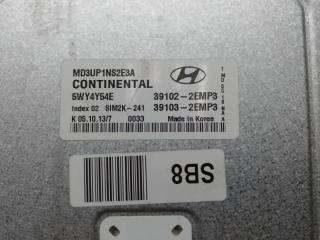 MD3UP1NS2E3A
CONTINENTAL
5WY4Y54E 39102-2EMP3
Index 02 SIM2K-241 39103-2EMP3
K 05.10.13/7 0033 Made in Korea
SB8